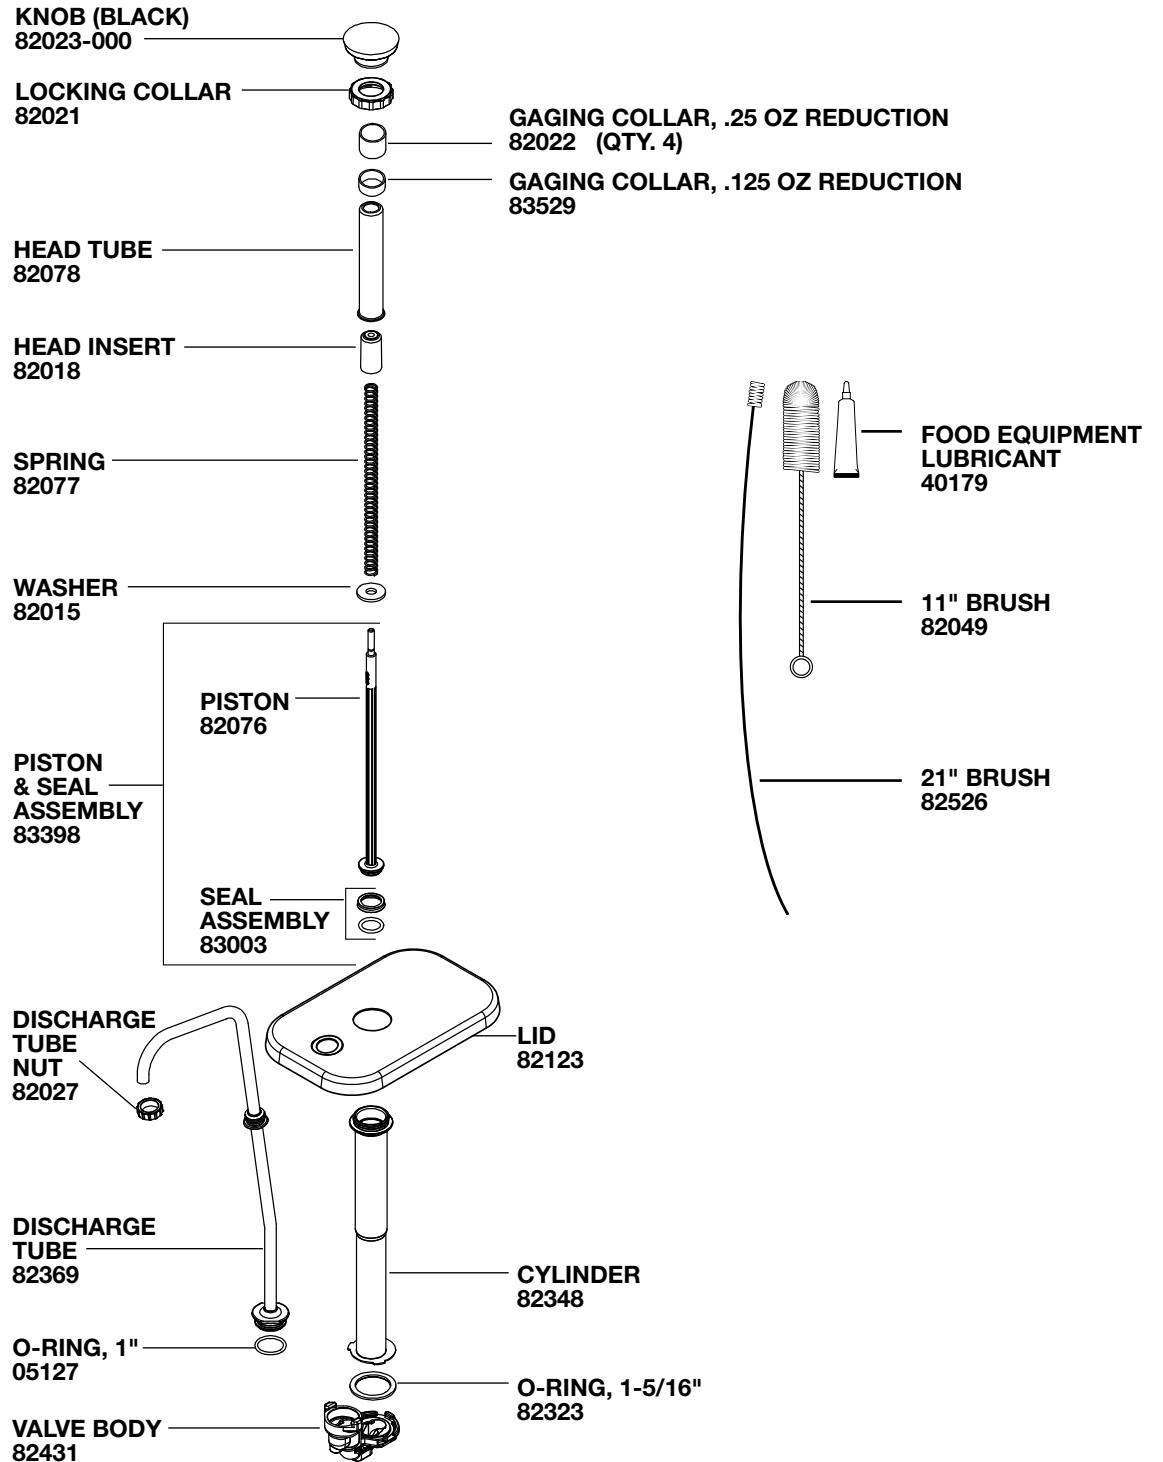 KNOB (BLACK)
82023-000
LOCKING COLLAR
82021
GAGING COLLAR, .25 OZ REDUCTION
82022 (QTY. 4)
GAGING COLLAR, .125 OZ REDUCTION
83529
HEAD TUBE
82078
HEAD INSERT
82018
SPRING
82077
WASHER
82015
PISTON
82076
PISTON
& SEAL
ASSEMBLY
83398
SEAL
ASSEMBLY
83003
FOOD EQUIPMENT
LUBRICANT
40179
11" BRUSH
82049
21" BRUSH
82526
DISCHARGE
TUBE
NUT
82027
LID
82123
DISCHARGE
TUBE
82369
CYLINDER
82348
O-RING, 1"
05127
O-RING, 1-5/16"
82323
VALVE BODY
82431